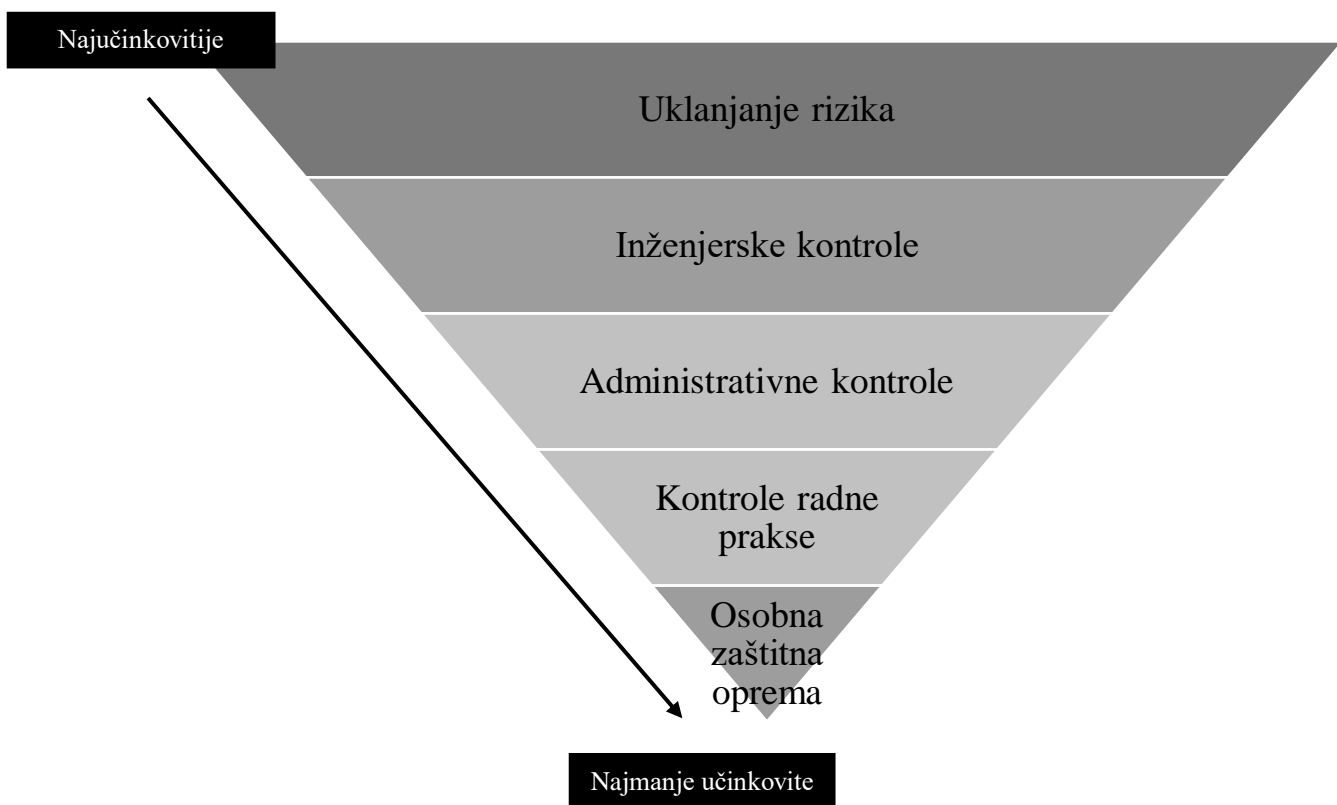 Najučinkovitije
Uklanjanje rizika
Inženjerske kontrole
Administrativne kontrole
Kontrole radne
prakse
Osobna
zaštitna
oprema
Najmanje učinkovite